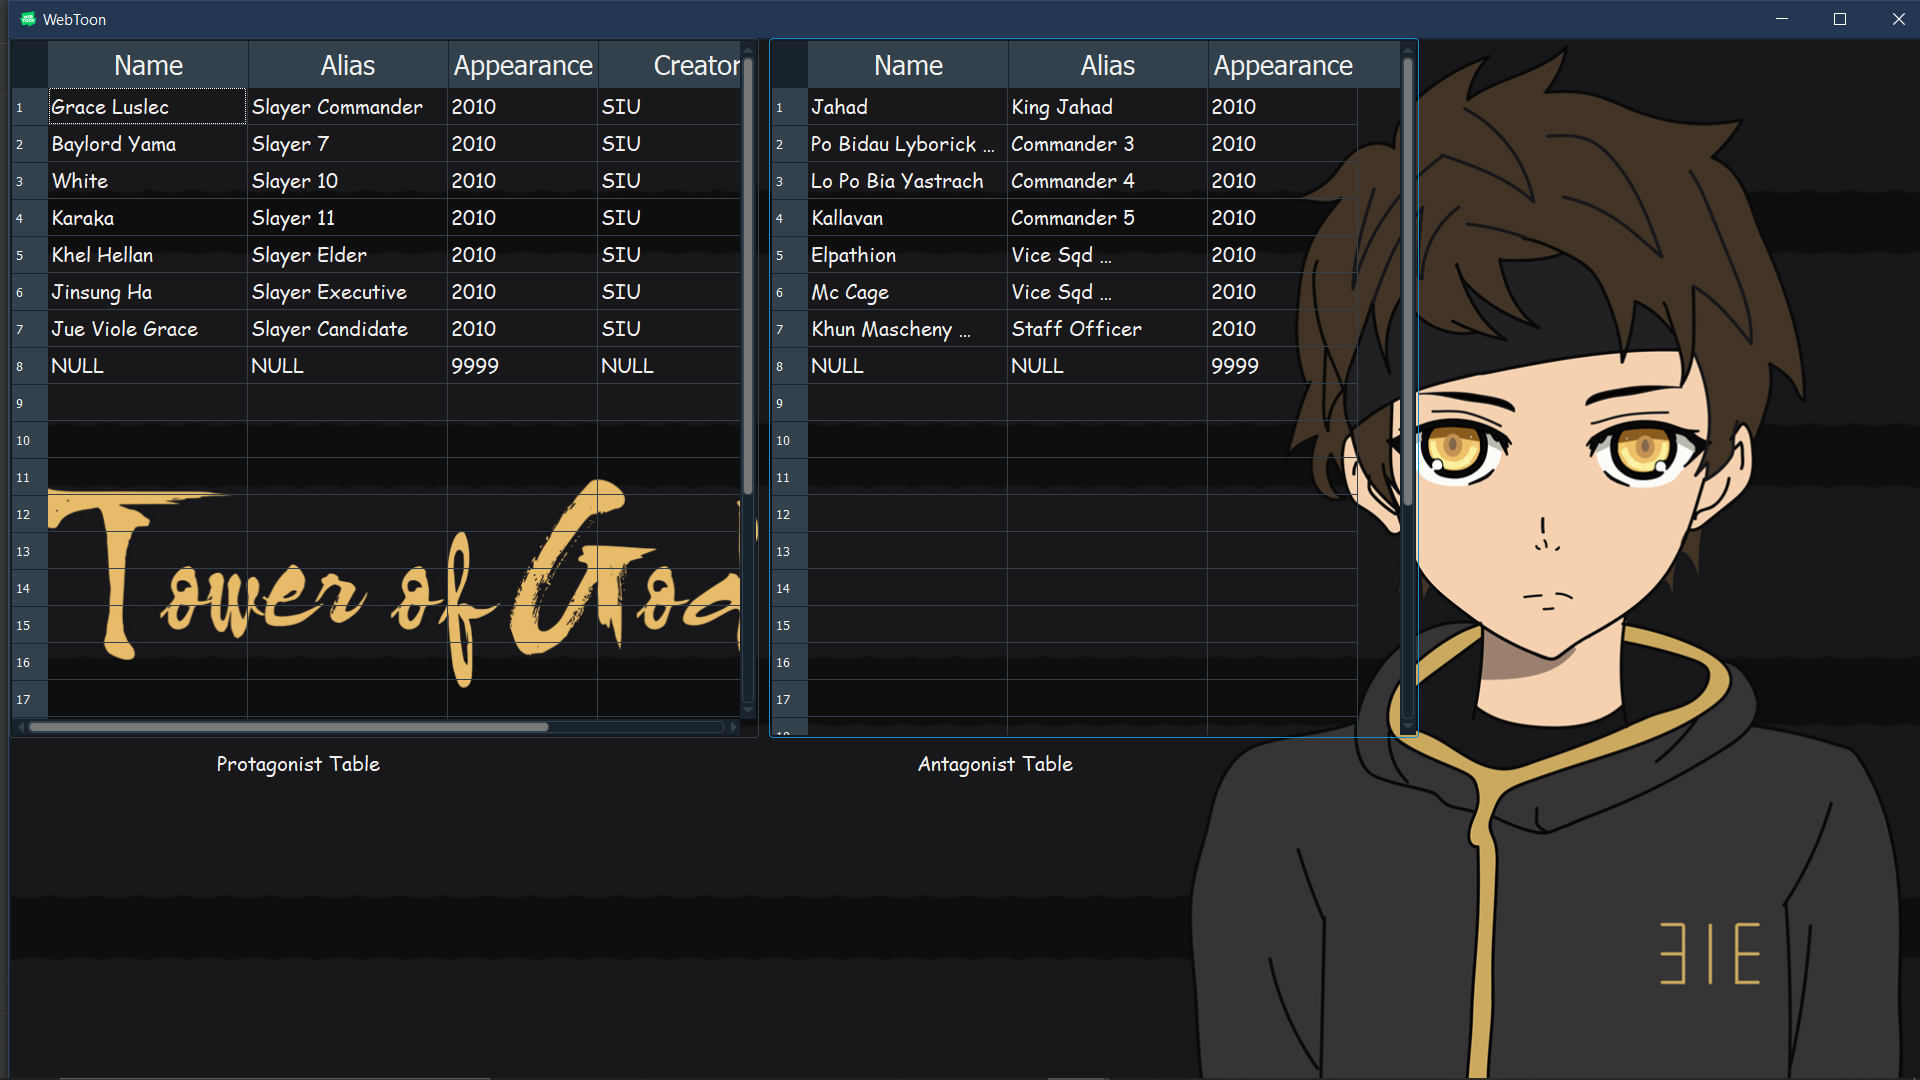 WebToon
Name Alias Appearance Creator
1 Grace Luslec Slayer Commander 2010 SIU
2 Baylord Yama Slayer 7 2010 SIU
3 White Slayer 10 2010 SIU
4 Karaka Slayer 11 2010 SIU
5 Khel Hellan Slayer Elder 2010 SIU
6 Jinsung Ha Slayer Executive 2010 SIU
7 Jue Viole Grace Slayer Candidate 2010 SIU
8 NULL NULL 9999 NULL
9
10
11
12
13
14
15
16
17
Tower of God
Protagonist Table
Name Alias Appearance
1 Jahad King Jahad 2010
2 Po Bidau Lyborick ... Commander 3 2010
3 Lo Po Bia Yastrach Commander 4 2010
4 Kallavan Commander 5 2010
5 Elpathion Vice Sqd ... 2010
6 Mc Cage Vice Sqd ... 2010
7 Khun Mascheny ... Staff Officer 2010
8 NULL NULL 9999
9
10
11
12
13
14
15
16
17
Antagonist Table